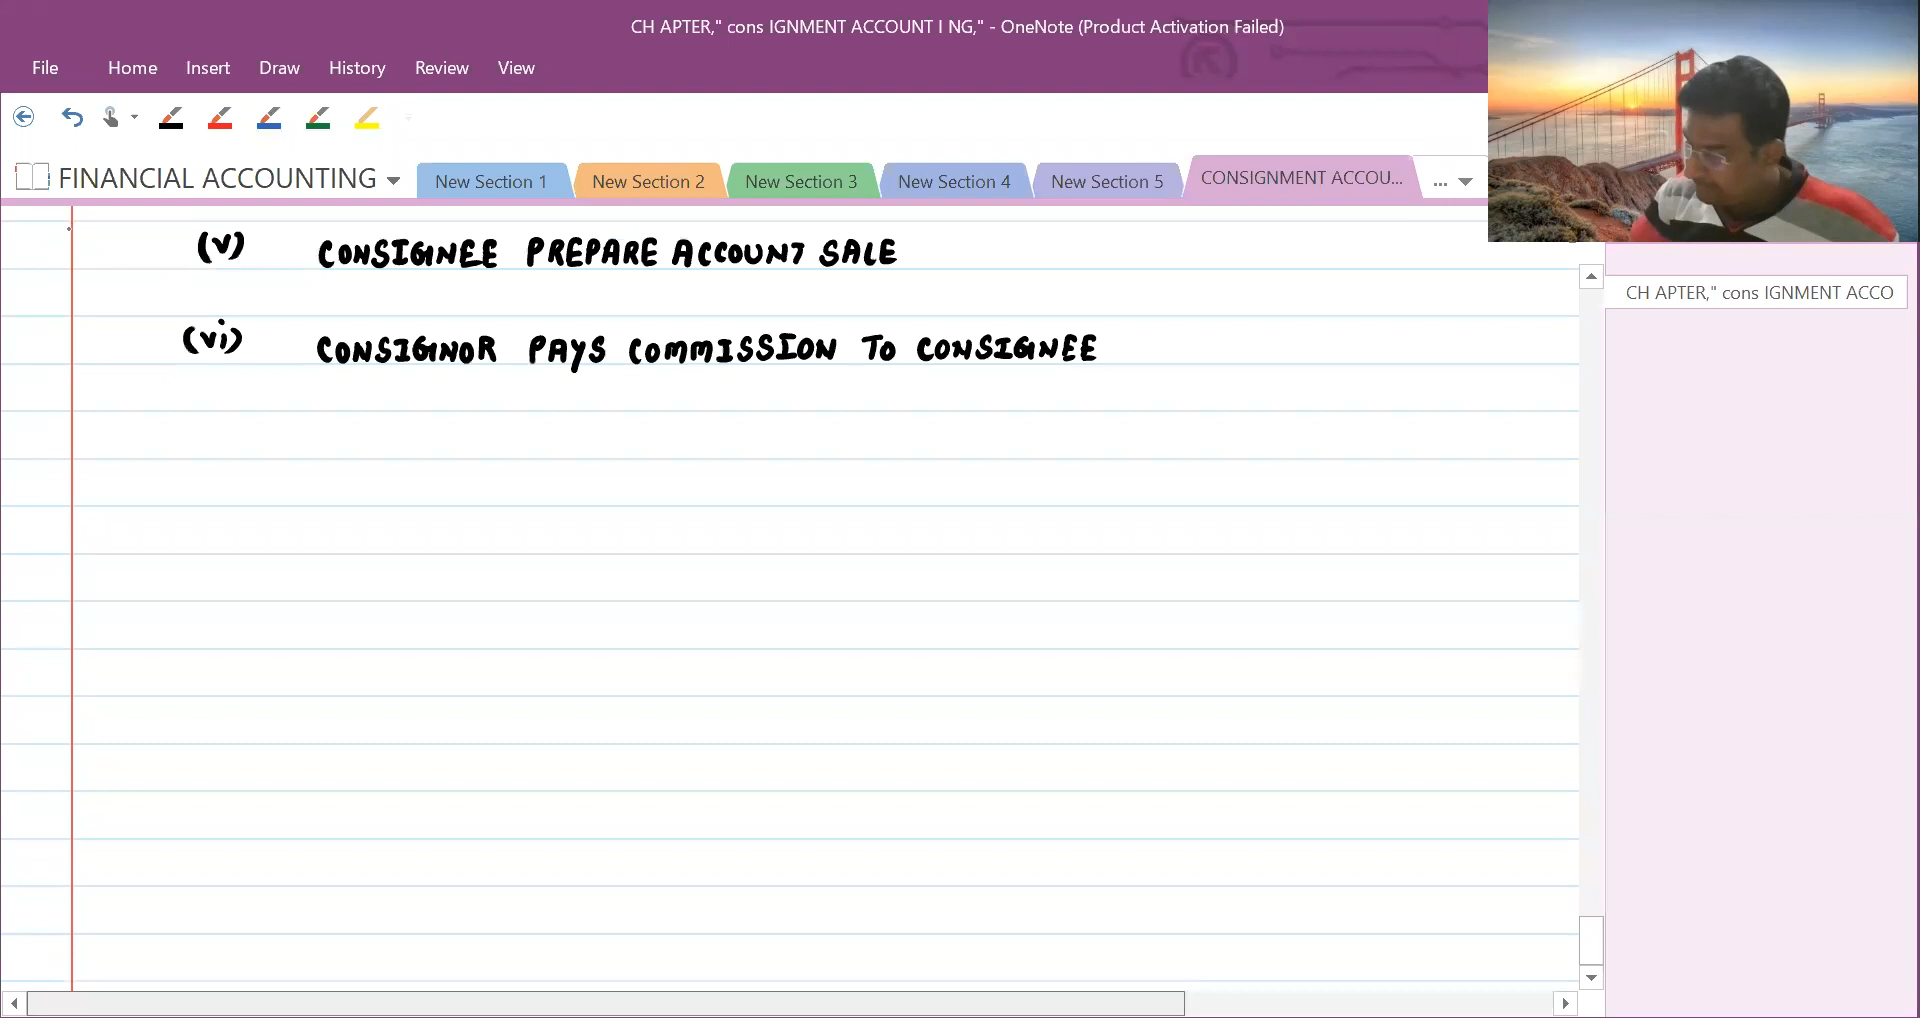 CH APTER," cons IGNMENT ACCOUNT I NG," - OneNote (Product Activation Failed)
File Home Insert Draw History Review View
FINANCIAL ACCOUNTING New Section 1 New Section 2 New Section 3 New Section 4 New Section 5 CONSIGNMENT ACCOU... ...
(v) CONSIGNEE PREPARE ACCOUNT SALE
CH APTER," cons IGNMENT ACCO
(vi) CONSIGNOR PAYS COMMISSION TO CONSIGNEE